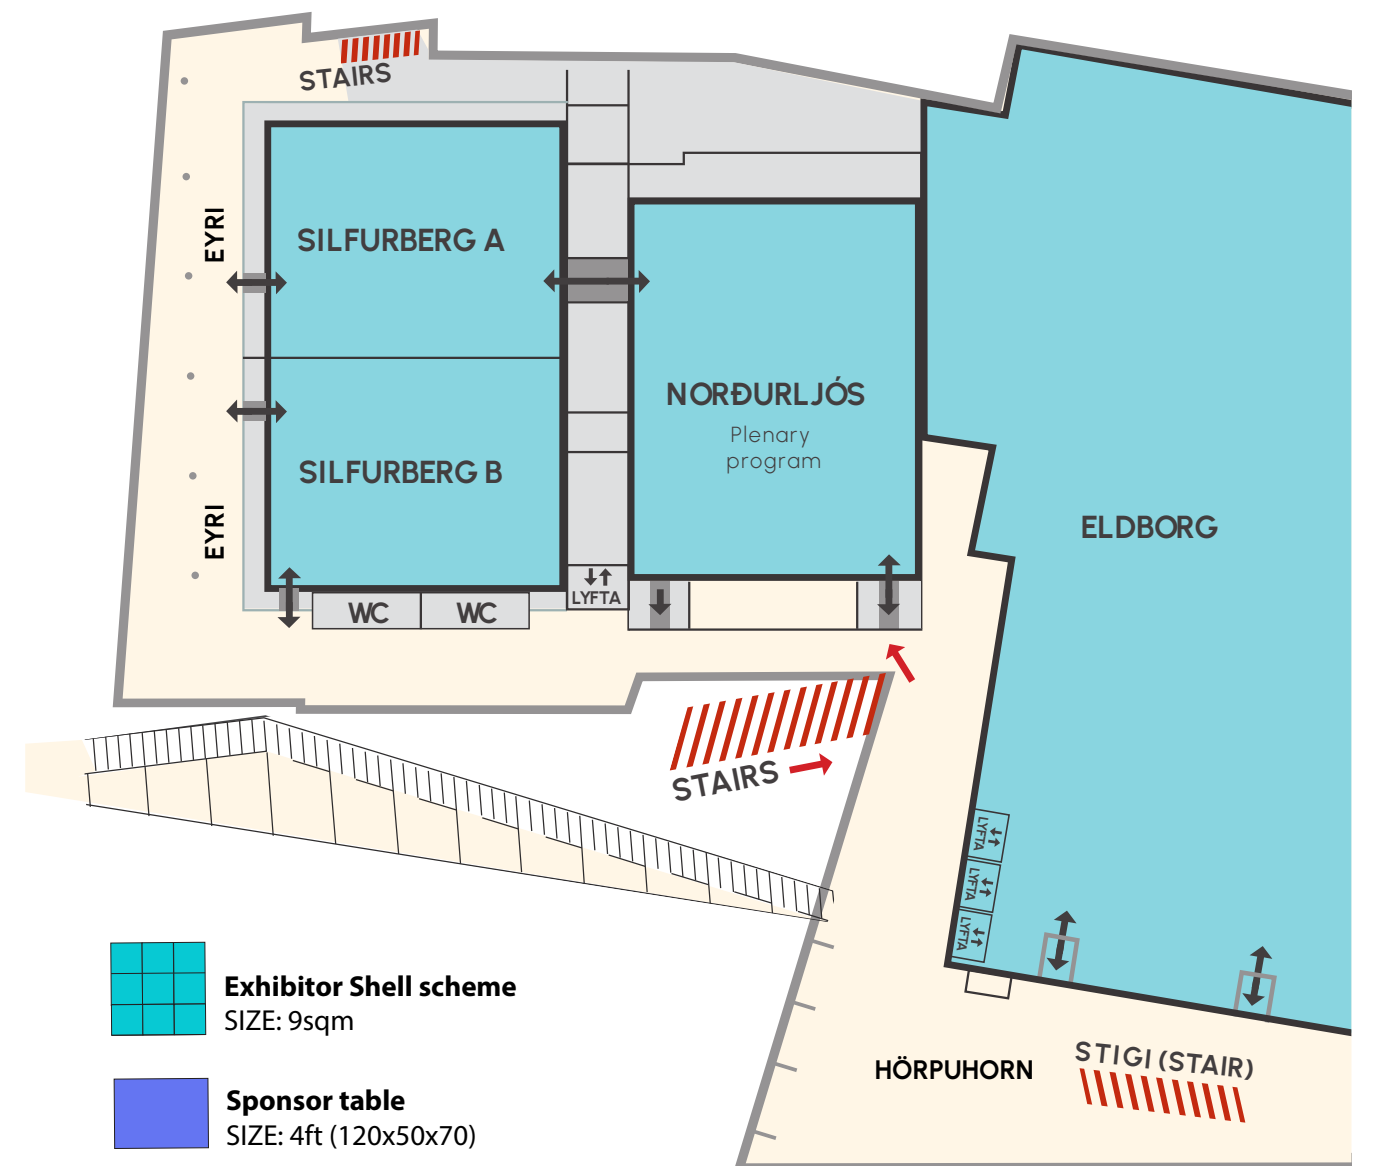 STAIRS
EYRI
SILFURBERG A
NORÐURLJÓS
Plenary
program
SILFURBERG B
EYRI
ELDBORG
LYFTA
WC
WC
STAIRS
LYFTA
LYFTA
LYFTA
Exhibitor Shell scheme
SIZE: 9sqm
HÖRPUHORN
STIGI (STAIR)
Sponsor table
SIZE: 4ft (120x50x70)